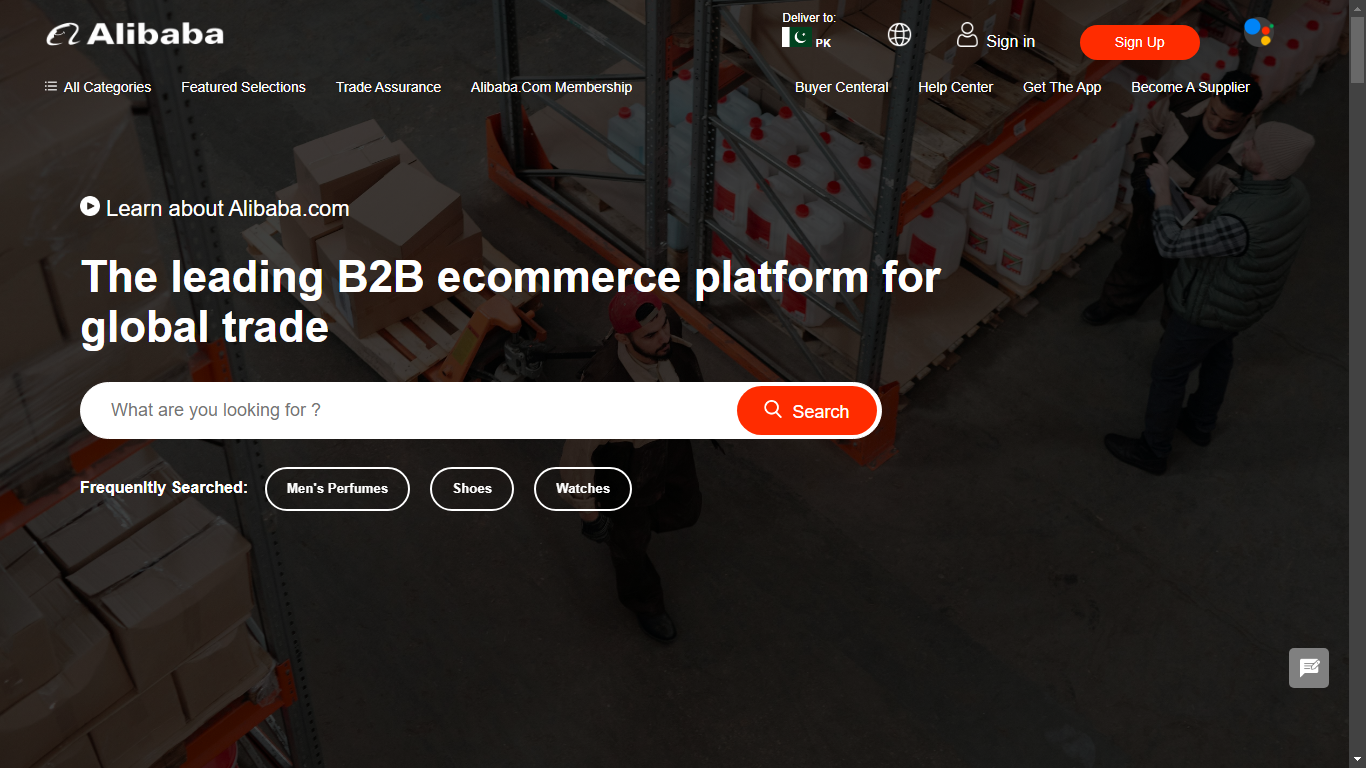 Alibaba
Deliver to:
PK
Sign in
Sign Up
All Categories
Featured Selections
Trade Assurance
Alibaba.Com Membership
Buyer Centeral
Help Center
Get The App
Become A Supplier
Learn about Alibaba.com
The leading B2B ecommerce platform for
global trade
What are you looking for ?
Search
Frequenltly Searched:
Men's Perfumes
Shoes
Watches